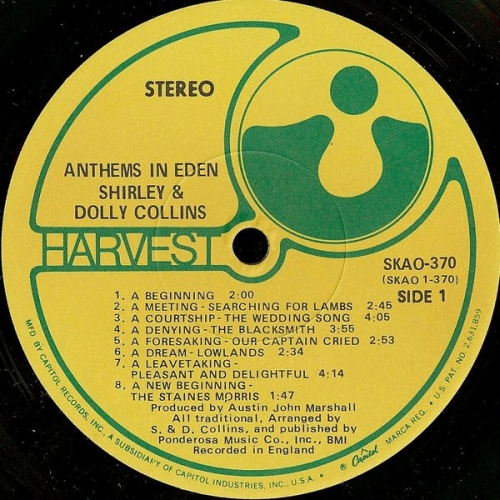 STEREO
ANTHEMS IN EDEN
SHIRLEY &
DOLLY COLLINS
HARVEST
SKAO-370
(SKAO 1-370)
SIDE 1
1. A BEGINNING 2:00
2. A MEETING - SEARCHING FOR LAMBS 2:45
3. A COURTSHIP - THE WEDDING SONG 4:05
4. A DENYING - THE BLACKSMITH 3:55
5. A FORESAKING - OUR CAPTAIN CRIED 2:53
6. A DREAM - LOWLANDS 2:34
7. A LEAVETAKING -
PLEASANT AND DELIGHTFUL 4:14
8. A NEW BEGINNING -
THE STAINES MORRIS 1:47
Produced by Austin John Marshall
All traditional, Arranged by
S. & D. Collins, and published by
Ponderosa Music Co., Inc., BMI
Recorded in England
MFD. BY CAPITOL RECORDS, INC. • A SUBSIDIARY OF CAPITOL INDUSTRIES, INC., U.S.A. • ® Capitol MARCA REG. • U.S. PAT. NO. 2,631,859